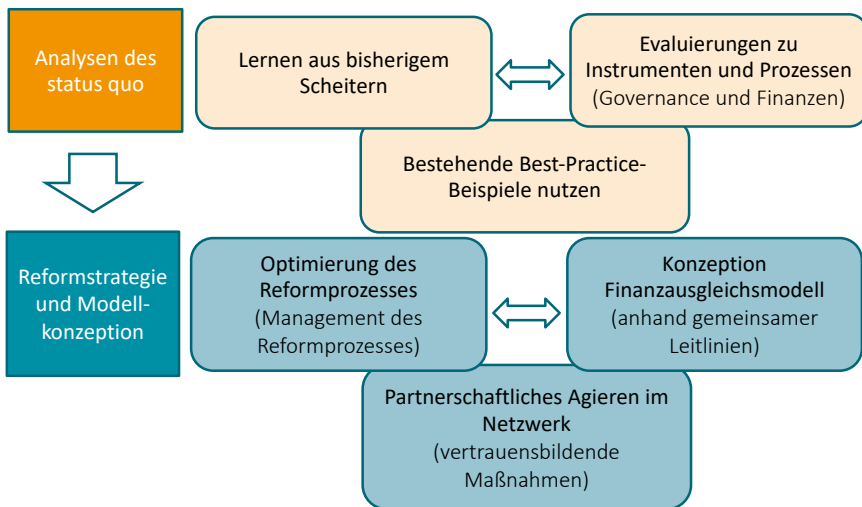 Analysen des
status quo
Lernen aus bisherigem
Scheitern
Evaluierungen zu
Instrumenten und Prozessen
(Governance und Finanzen)
Bestehende Best-Practice-
Beispiele nutzen
Reformstrategie
und Modell-
konzeption
Optimierung des
Reformprozesses
(Management des
Reformprozesses)
Konzeption
Finanzausgleichsmodell
(anhand gemeinsamer
Leitlinien)
Partnerschaftliches Agieren im
Netzwerk
(vertrauensbildende
Maßnahmen)